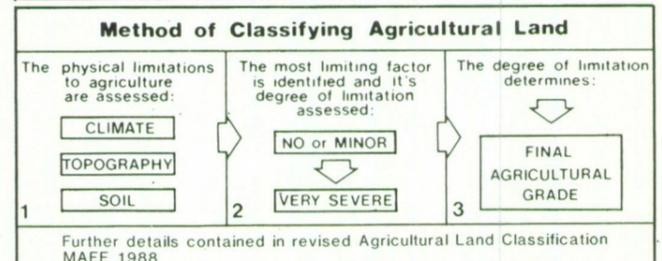 Method of Classifying Agricultural Land
The physical limitations
to agriculture
are assessed:
CLIMATE
TOPOGRAPHY
SOIL
1
The most limiting factor
is identified and it's
degree of limitation
assessed:
NO or MINOR
VERY SEVERE
2
The degree of limitation
determines:
FINAL
AGRICULTURAL
GRADE
3
Further details contained in revised Agricultural Land Classification
MAFF 1988